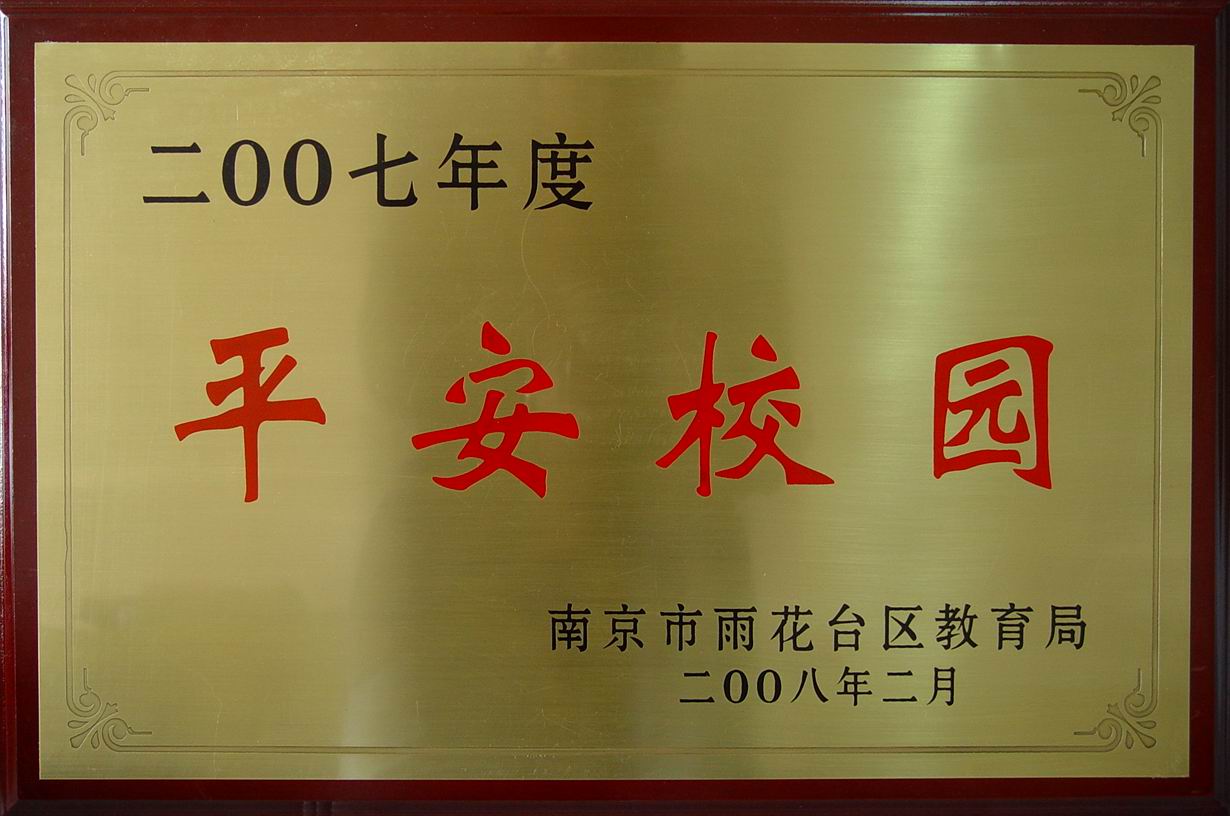 二00七年度
平安校园
南京市雨花台区教育局
二00八年二月